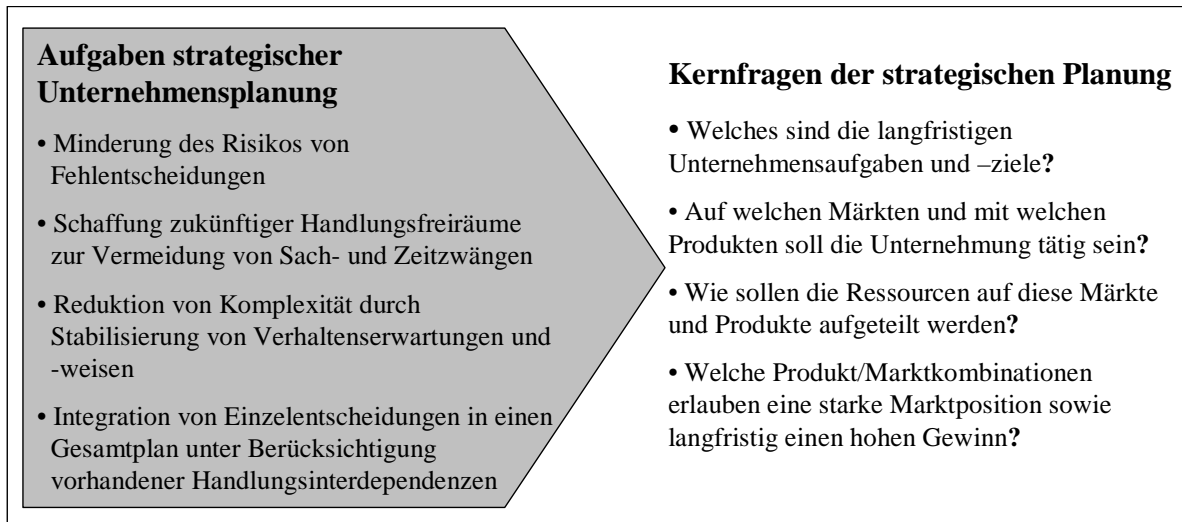 Aufgaben strategischer
Unternehmensplanung
• Minderung des Risikos von
Fehlentscheidungen
• Schaffung zukünftiger Handlungsfreiräume
zur Vermeidung von Sach- und Zeitzwängen
• Reduktion von Komplexität durch
Stabilisierung von Verhaltenserwartungen und
-weisen
• Integration von Einzelentscheidungen in einen
Gesamtplan unter Berücksichtigung
vorhandener Handlungsinterdependenzen
Kernfragen der strategischen Planung
• Welches sind die langfristigen
Unternehmensaufgaben und –ziele?
• Auf welchen Märkten und mit welchen
Produkten soll die Unternehmung tätig sein?
• Wie sollen die Ressourcen auf diese Märkte
und Produkte aufgeteilt werden?
• Welche Produkt/Marktkombinationen
erlauben eine starke Marktposition sowie
langfristig einen hohen Gewinn?